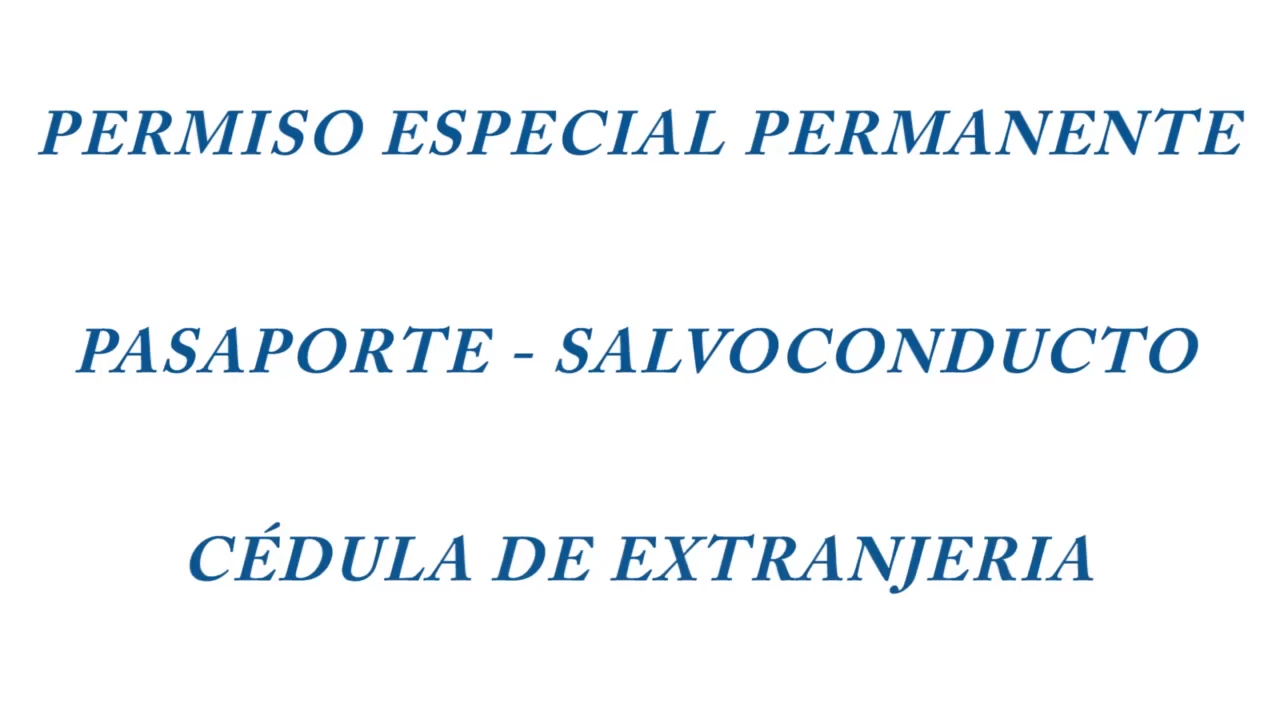 PERMISO ESPECIAL PERMANENTE
PASAPORTE - SALVOCONDUCTO
CÉDULA DE EXTRANJERIA